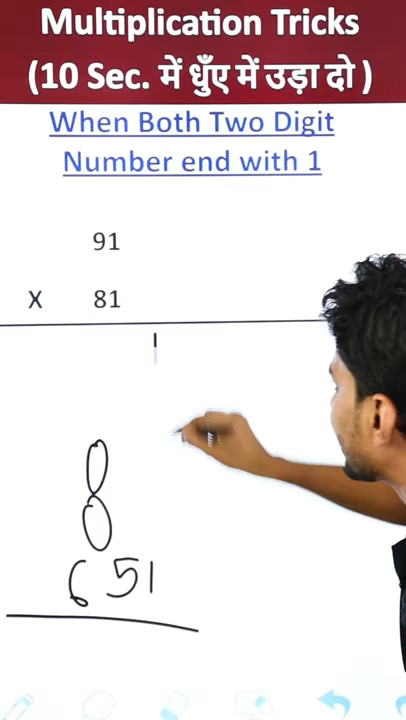 Multiplication Tricks
(10 Sec. में धुँए में उड़ा दो )
When Both Two Digit
Number end with 1
91
X 81
1
8
651